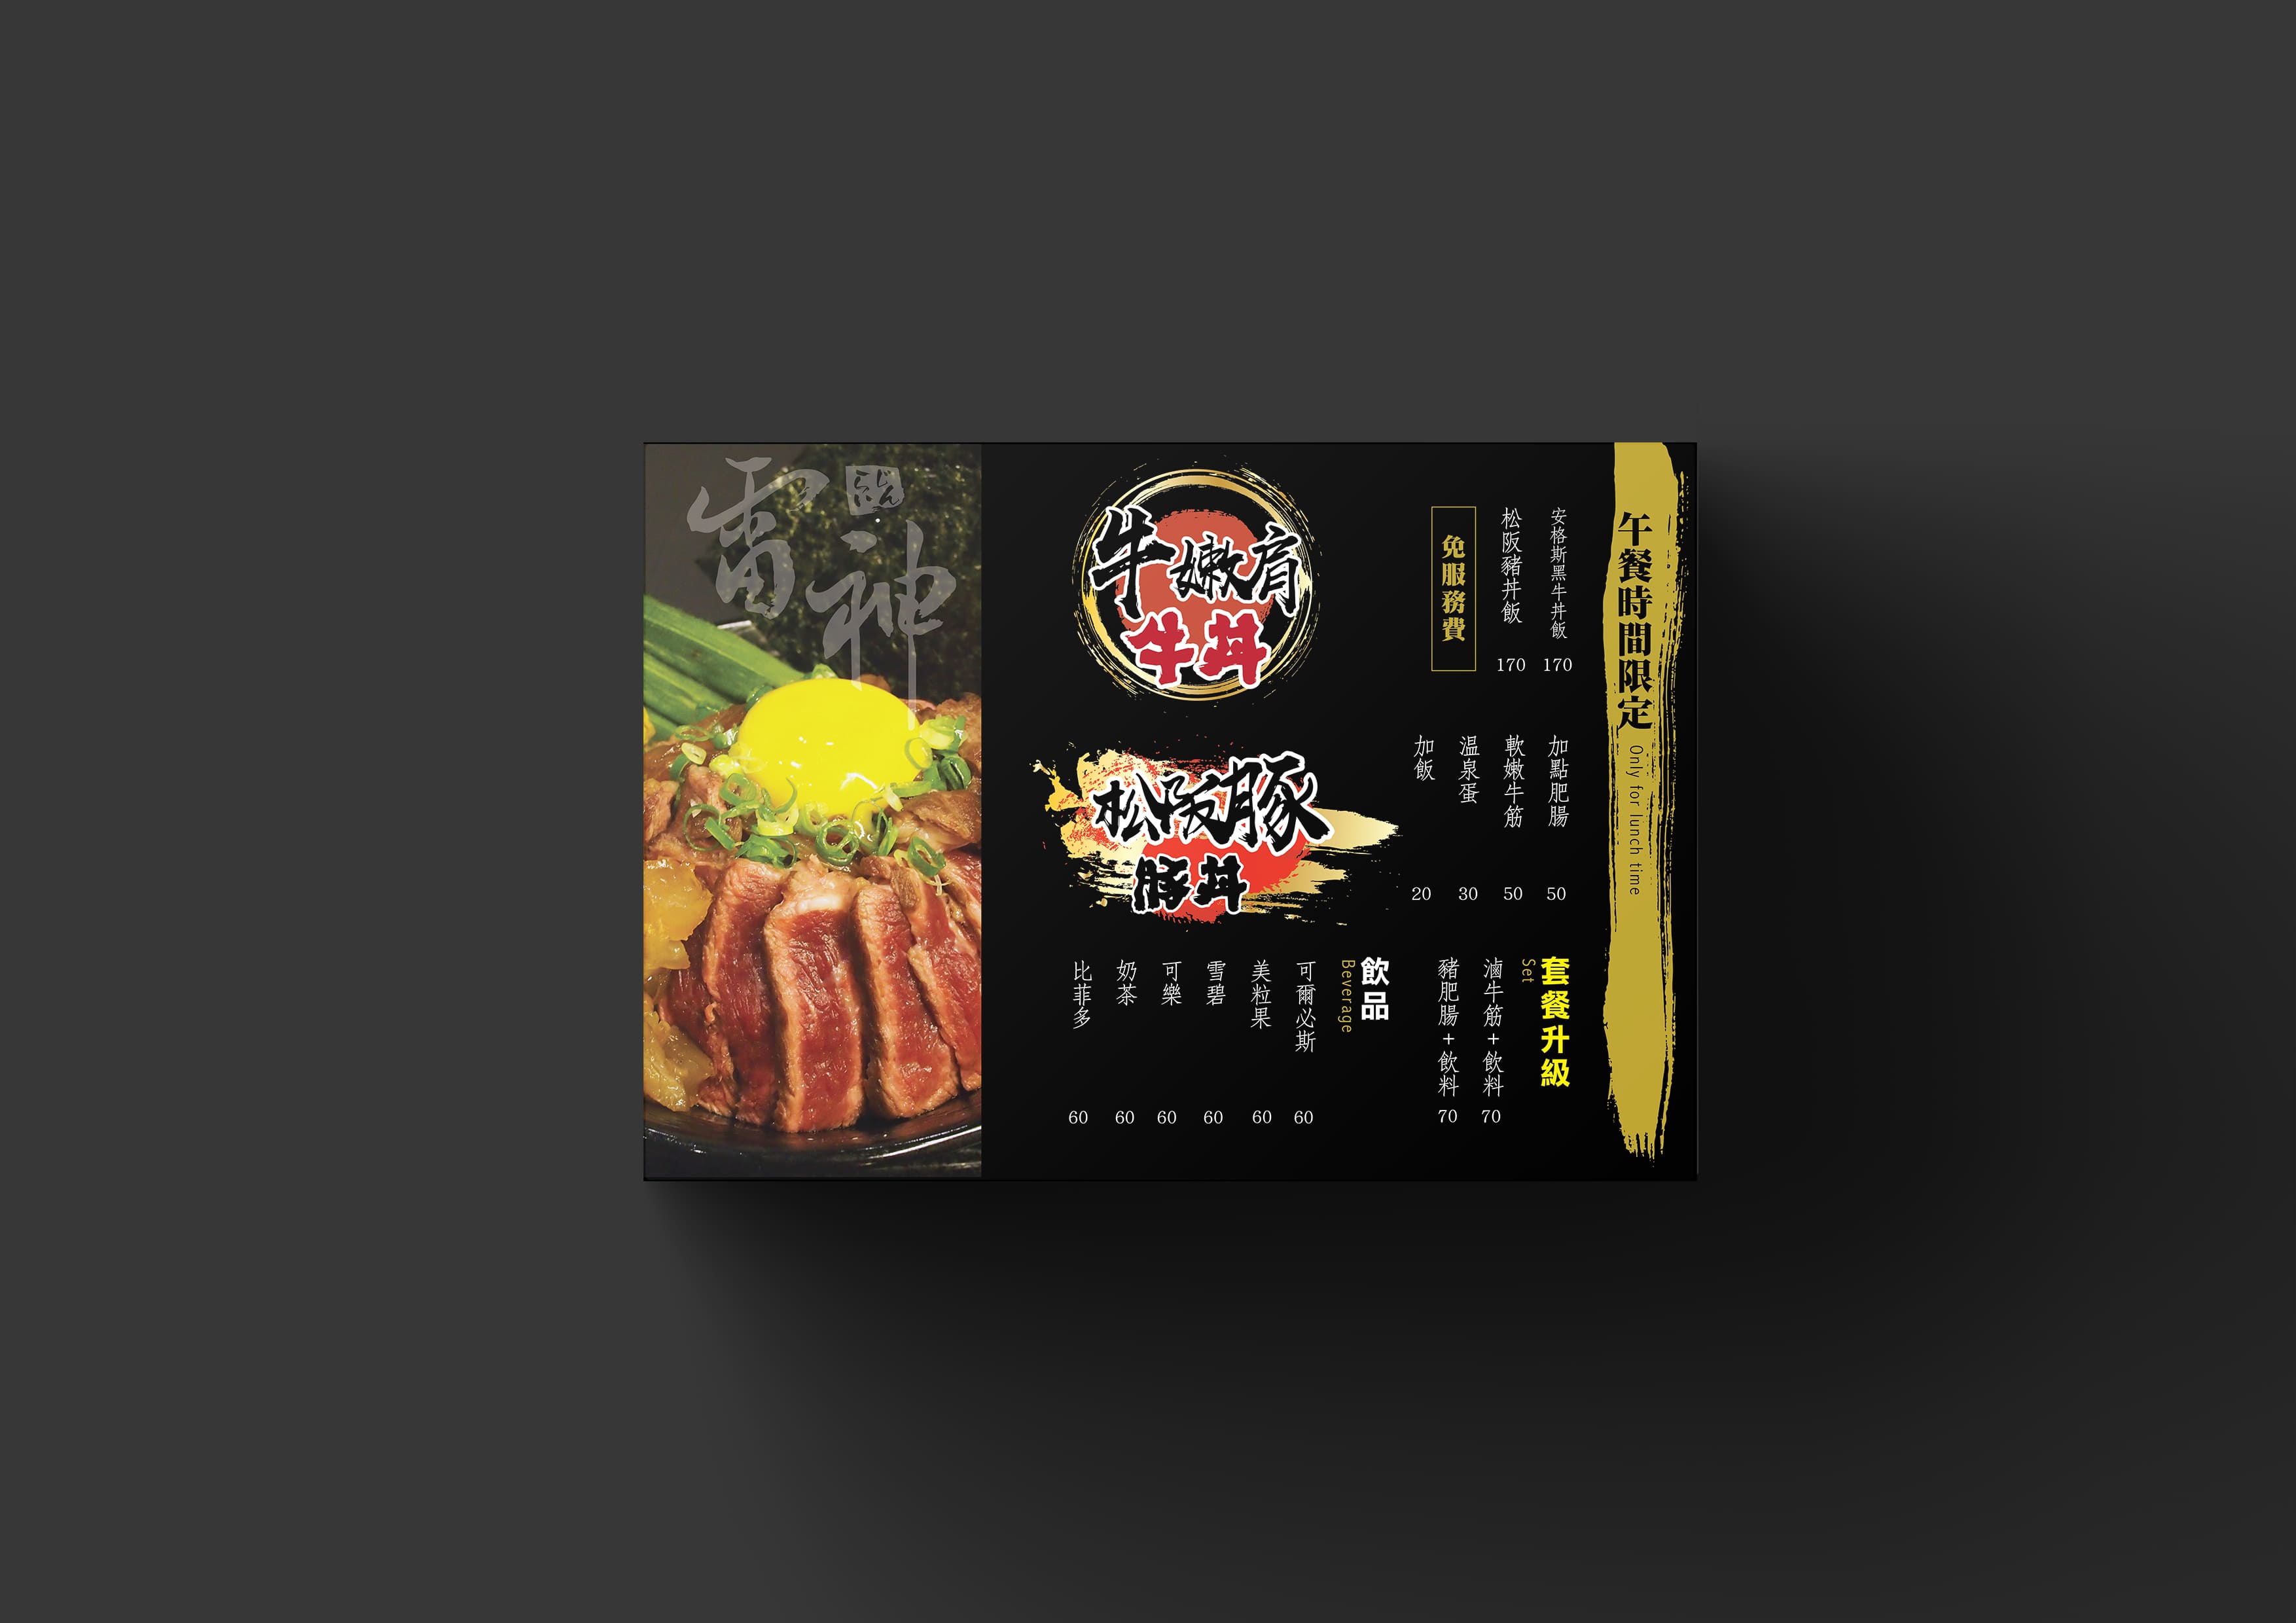 午餐時間限定
Only for lunch time
安格斯黑牛丼飯 170
松阪豬丼飯 170
免服務費
加點肥腸 50
軟嫩牛筋 50
溫泉蛋 30
加飯 20
套餐升級
Set
滷牛筋+飲料 70
豬肥腸+飲料 70
飲品
Beverage
可爾必斯 60
美粒果 60
雪碧 60
可樂 60
奶茶 60
比菲多 60
牛嫩肩
牛丼
松阪豚
豚丼
雷神